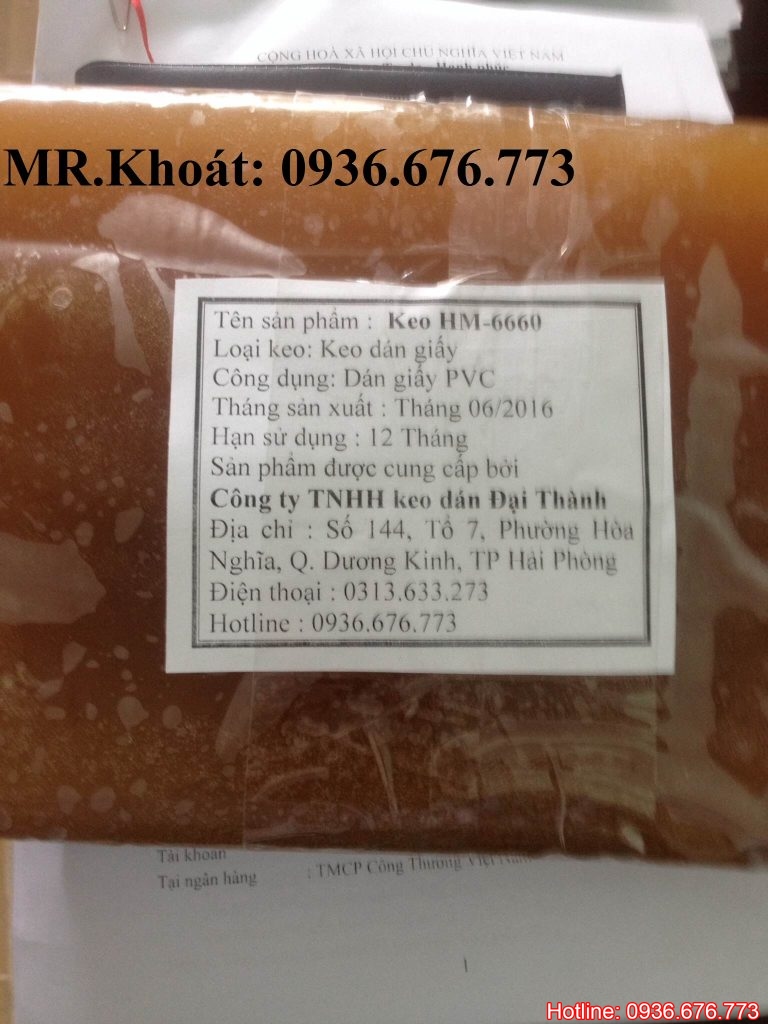 CỘNG HOÀ XÃ HỘI CHỦ NGHĨA VIỆT NAM
MR.Khoát: 0936.676.773
Tên sản phẩm : Keo HM-6660
Loại keo: Keo dán giấy
Công dụng: Dán giấy PVC
Tháng sản xuất : Tháng 06/2016
Hạn sử dụng : 12 Tháng
Sản phẩm được cung cấp bởi
Công ty TNHH keo dán Đại Thành
Địa chỉ : Số 144, Tổ 7, Phường Hòa
Nghĩa, Q. Dương Kinh, TP Hải Phòng
Điện thoại : 0313.633.273
Hotline : 0936.676.773
Tài khoản
Tại ngân hàng : TMCP Công Thương Việt Nam
Hotline: 0936.676.773